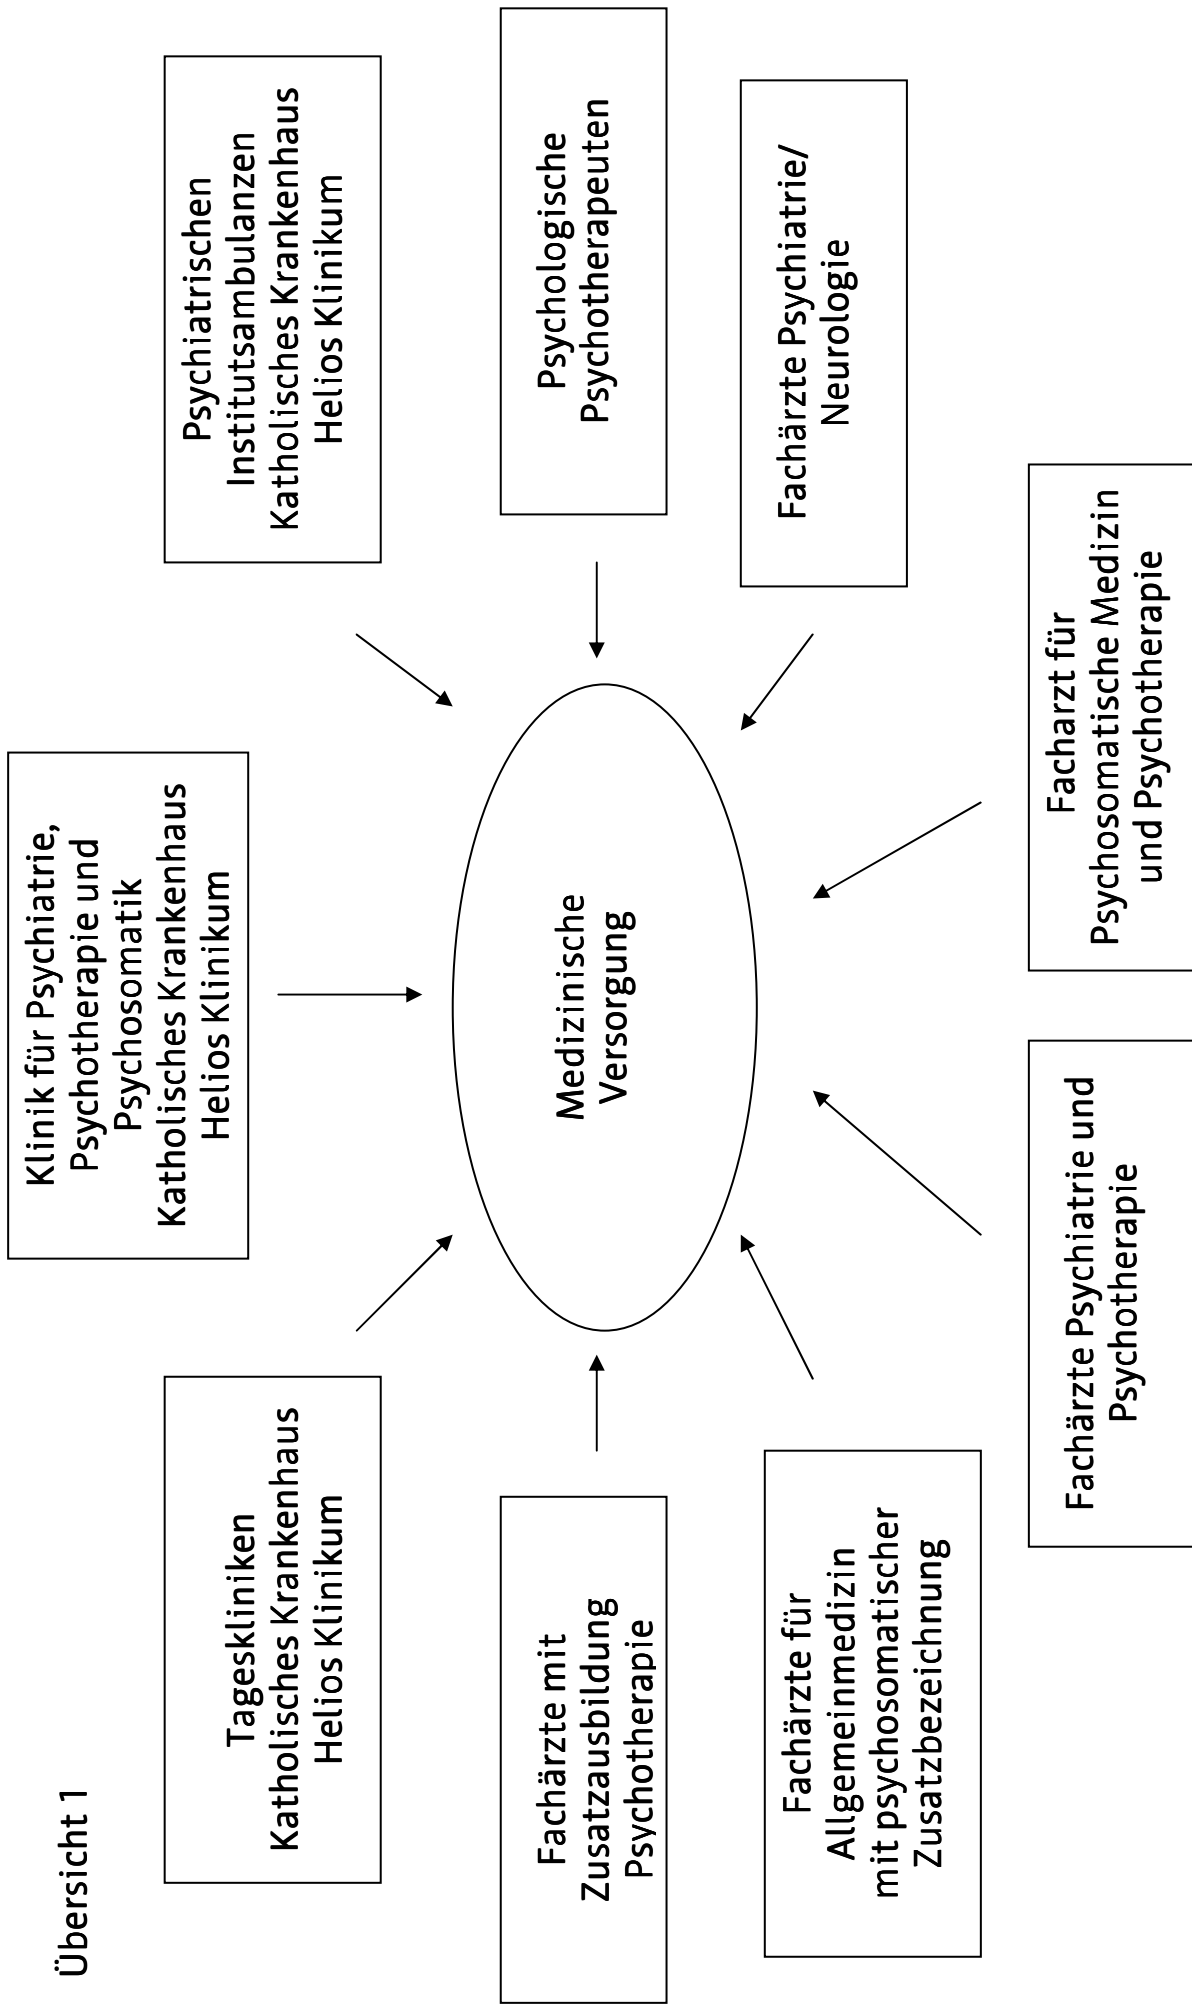 Übersicht 1
Klinik für Psychiatrie,
Psychotherapie und
Psychosomatik
Katholisches Krankenhaus
Helios Klinikum
Tageskliniken
Katholisches Krankenhaus
Helios Klinikum
Psychiatrischen
Institutsambulanzen
Katholisches Krankenhaus
Helios Klinikum
Fachärzte mit
Zusatzausbildung
Psychotherapie
Medizinische
Versorgung
Psychologische
Psychotherapeuten
Fachärzte für
Allgemeinmedizin
mit psychosomatischer
Zusatzbezeichnung
Fachärzte Psychiatrie/
Neurologie
Fachärzte Psychiatrie und
Psychotherapie
Facharzt für
Psychosomatische Medizin
und Psychotherapie